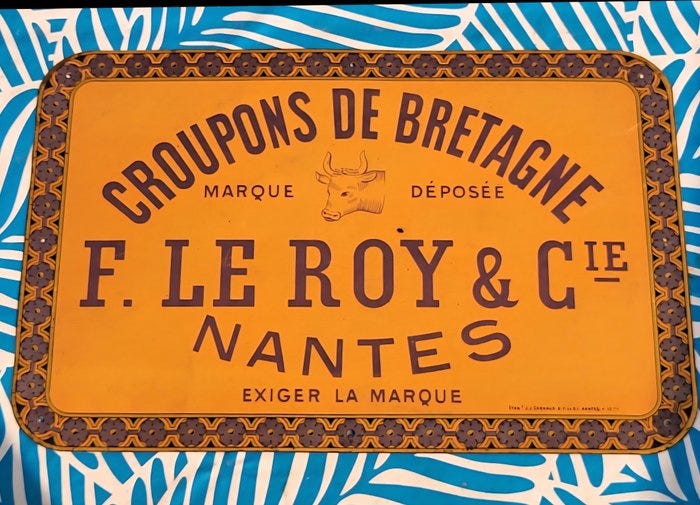 CROUPONS DE BRETAGNE
MARQUE DÉPOSÉE
F. LE ROY & CIE
NANTES
EXIGER LA MARQUE